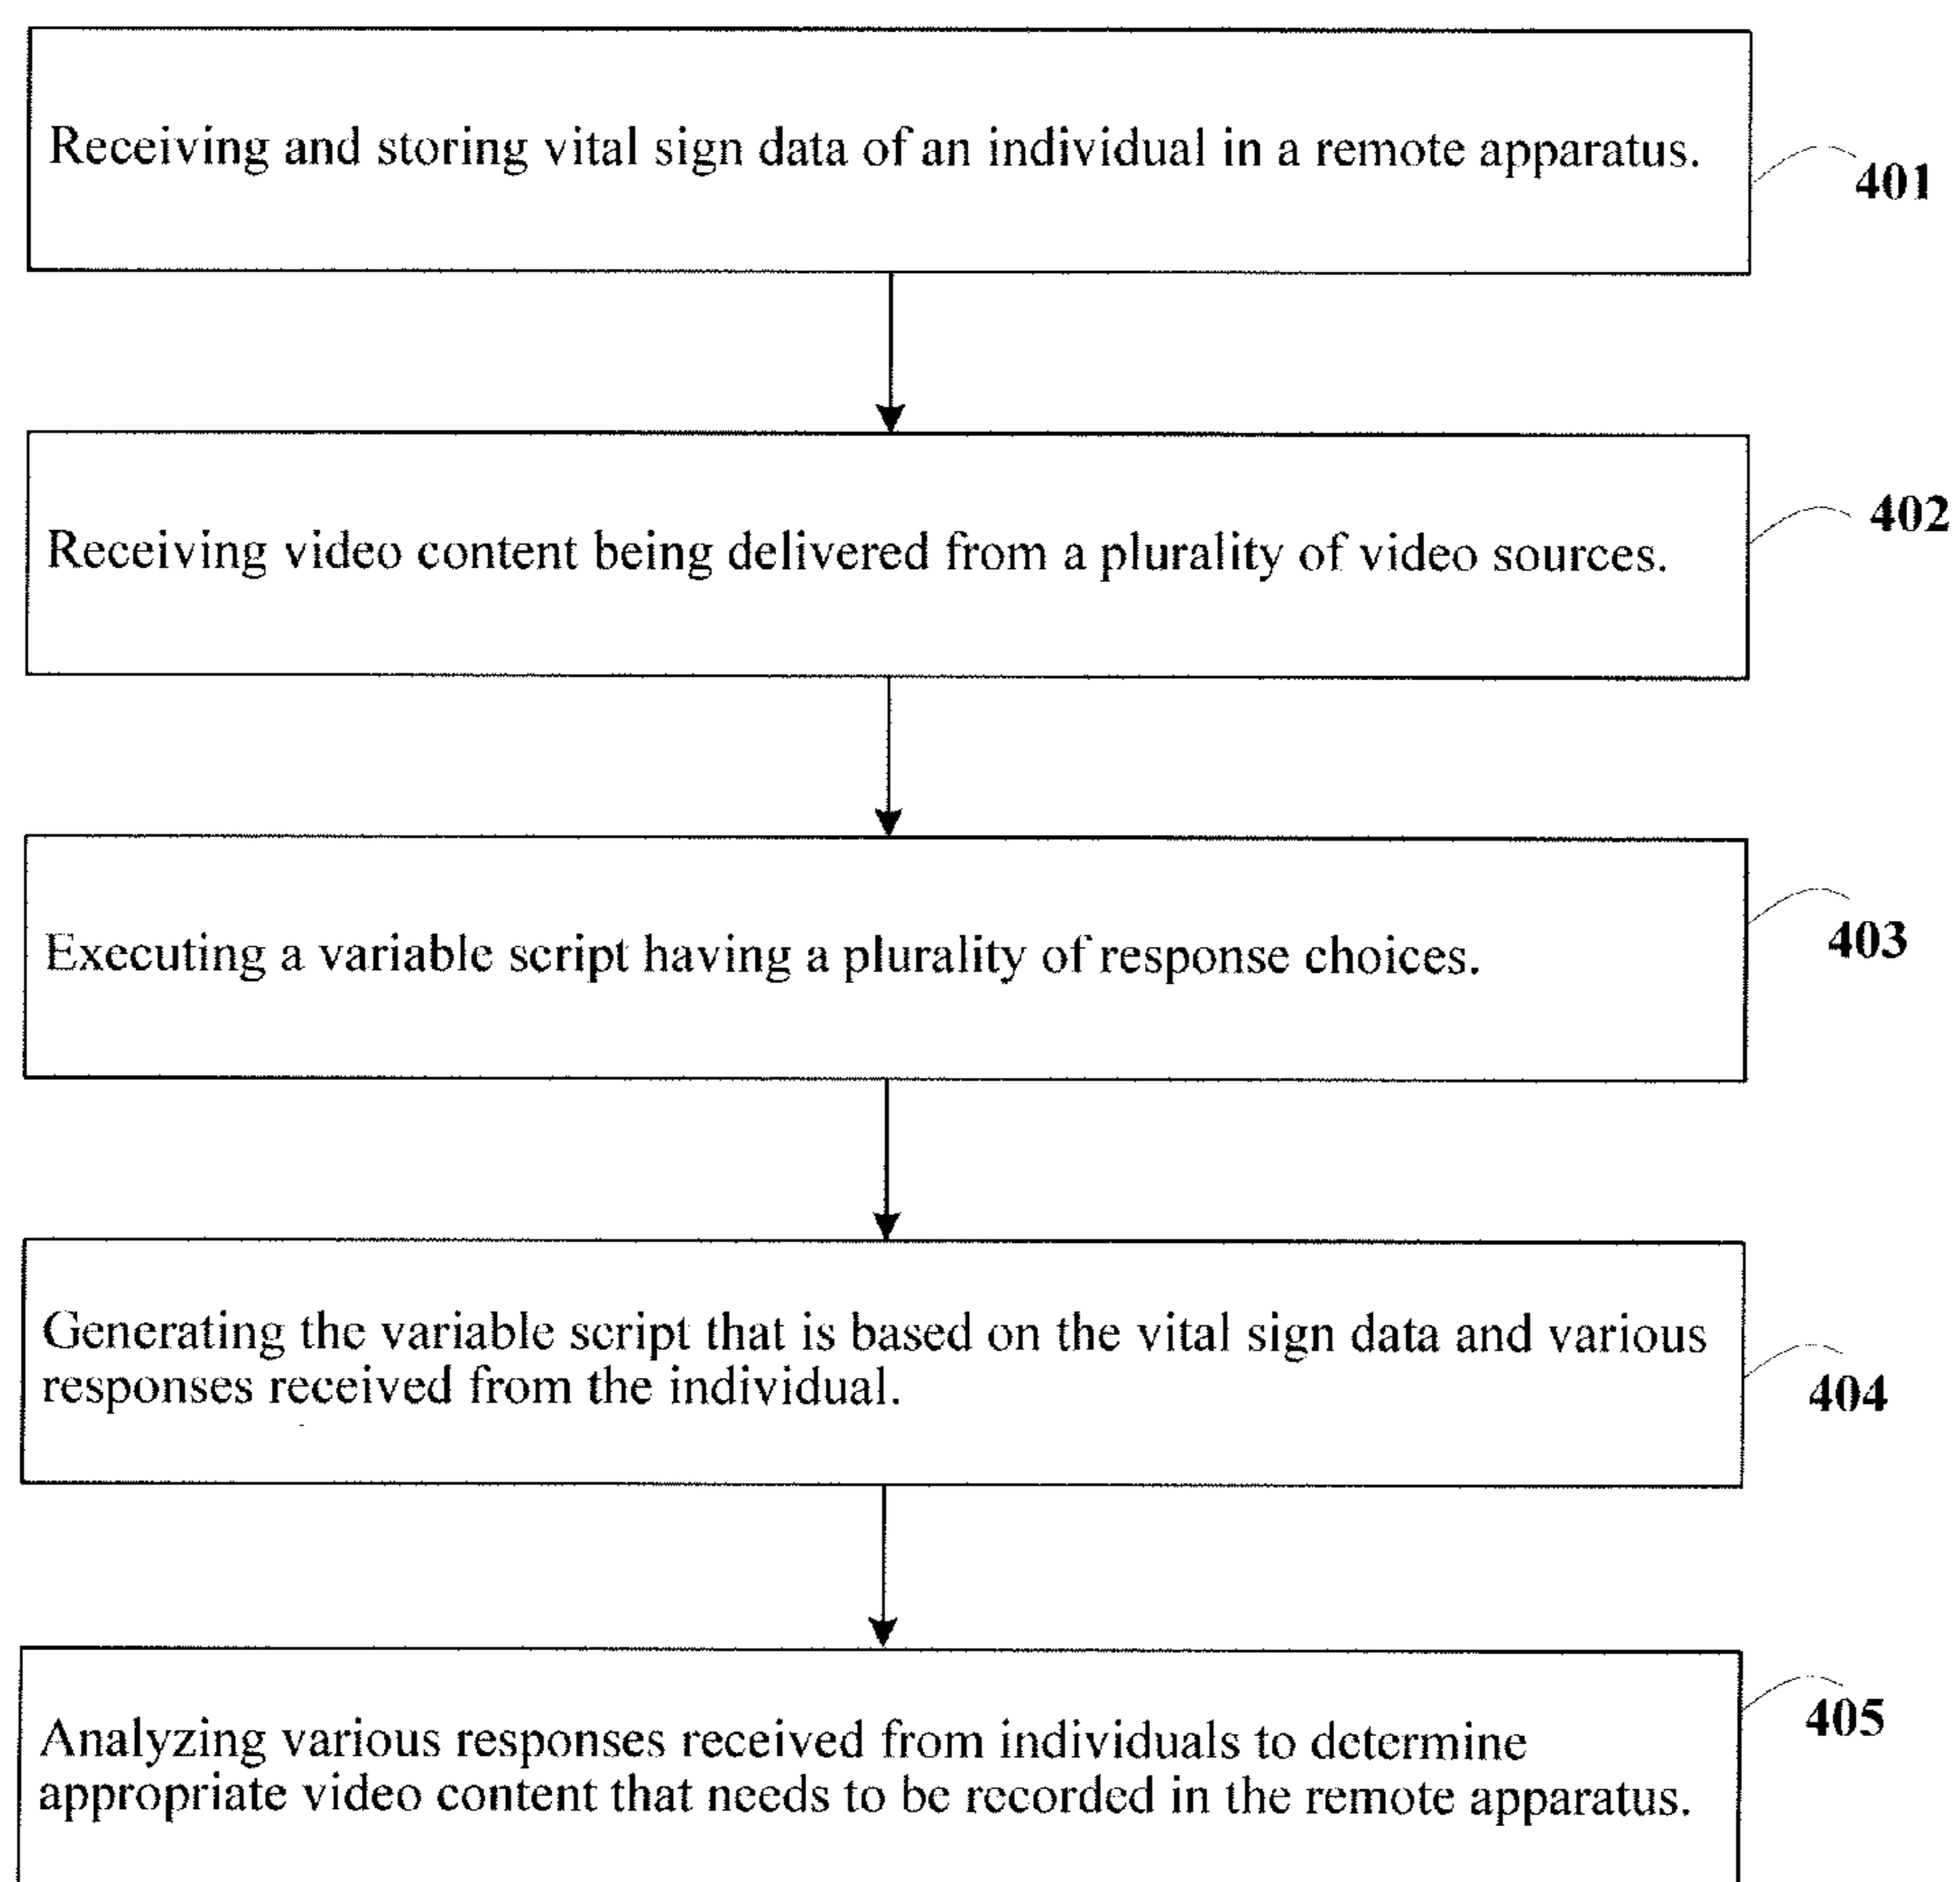 Receiving and storing vital sign data of an individual in a remote apparatus.
401
Receiving video content being delivered from a plurality of video sources.
402
Executing a variable script having a plurality of response choices.
403
Generating the variable script that is based on the vital sign data and various
responses received from the individual.
404
Analyzing various responses received from individuals to determine
appropriate video content that needs to be recorded in the remote apparatus.
405